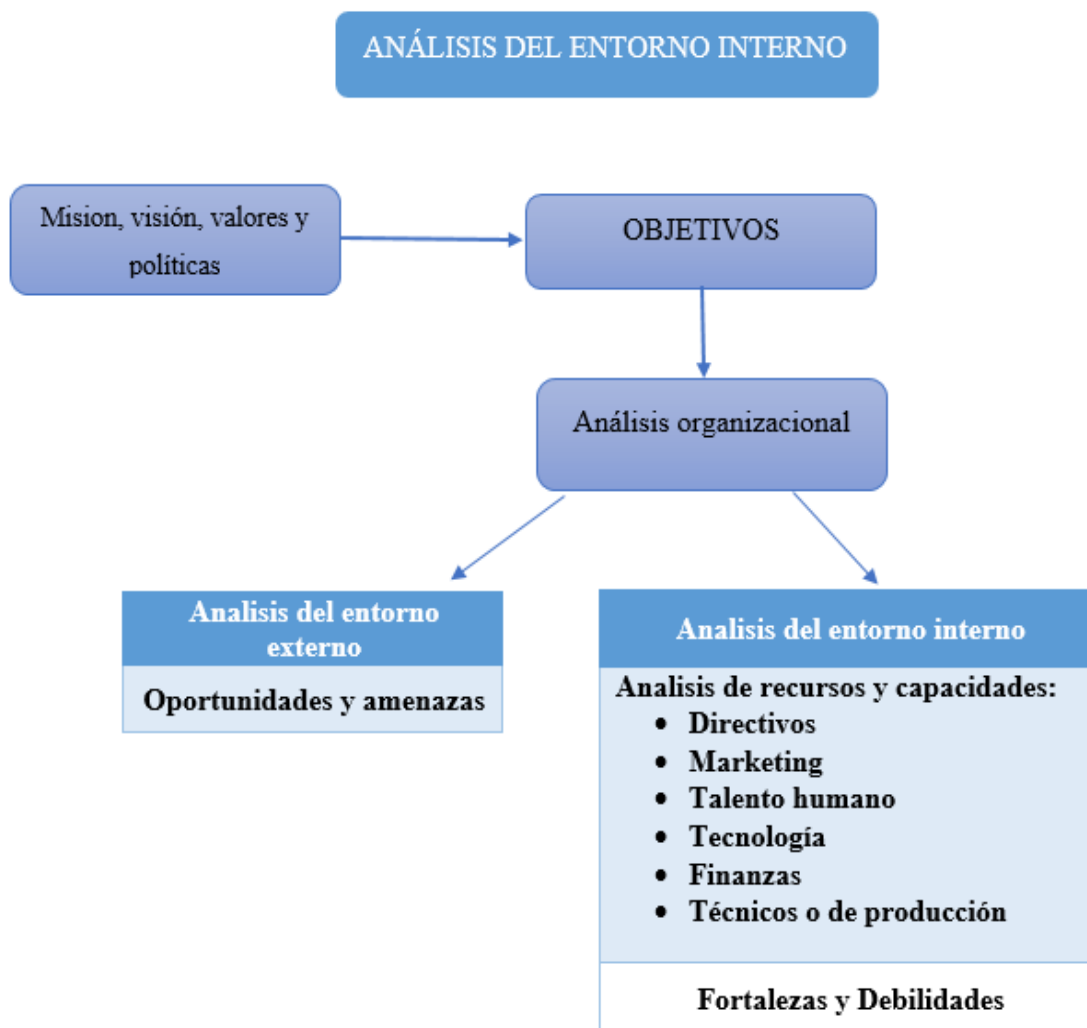 ANÁLISIS DEL ENTORNO INTERNO
Mision, visión, valores y
políticas
OBJETIVOS
Análisis organizacional
Analisis del entorno
externo
Oportunidades y amenazas
Analisis del entorno interno
Analisis de recursos y capacidades:
• Directivos
• Marketing
• Talento humano
• Tecnología
• Finanzas
• Técnicos o de producción
Fortalezas y Debilidades